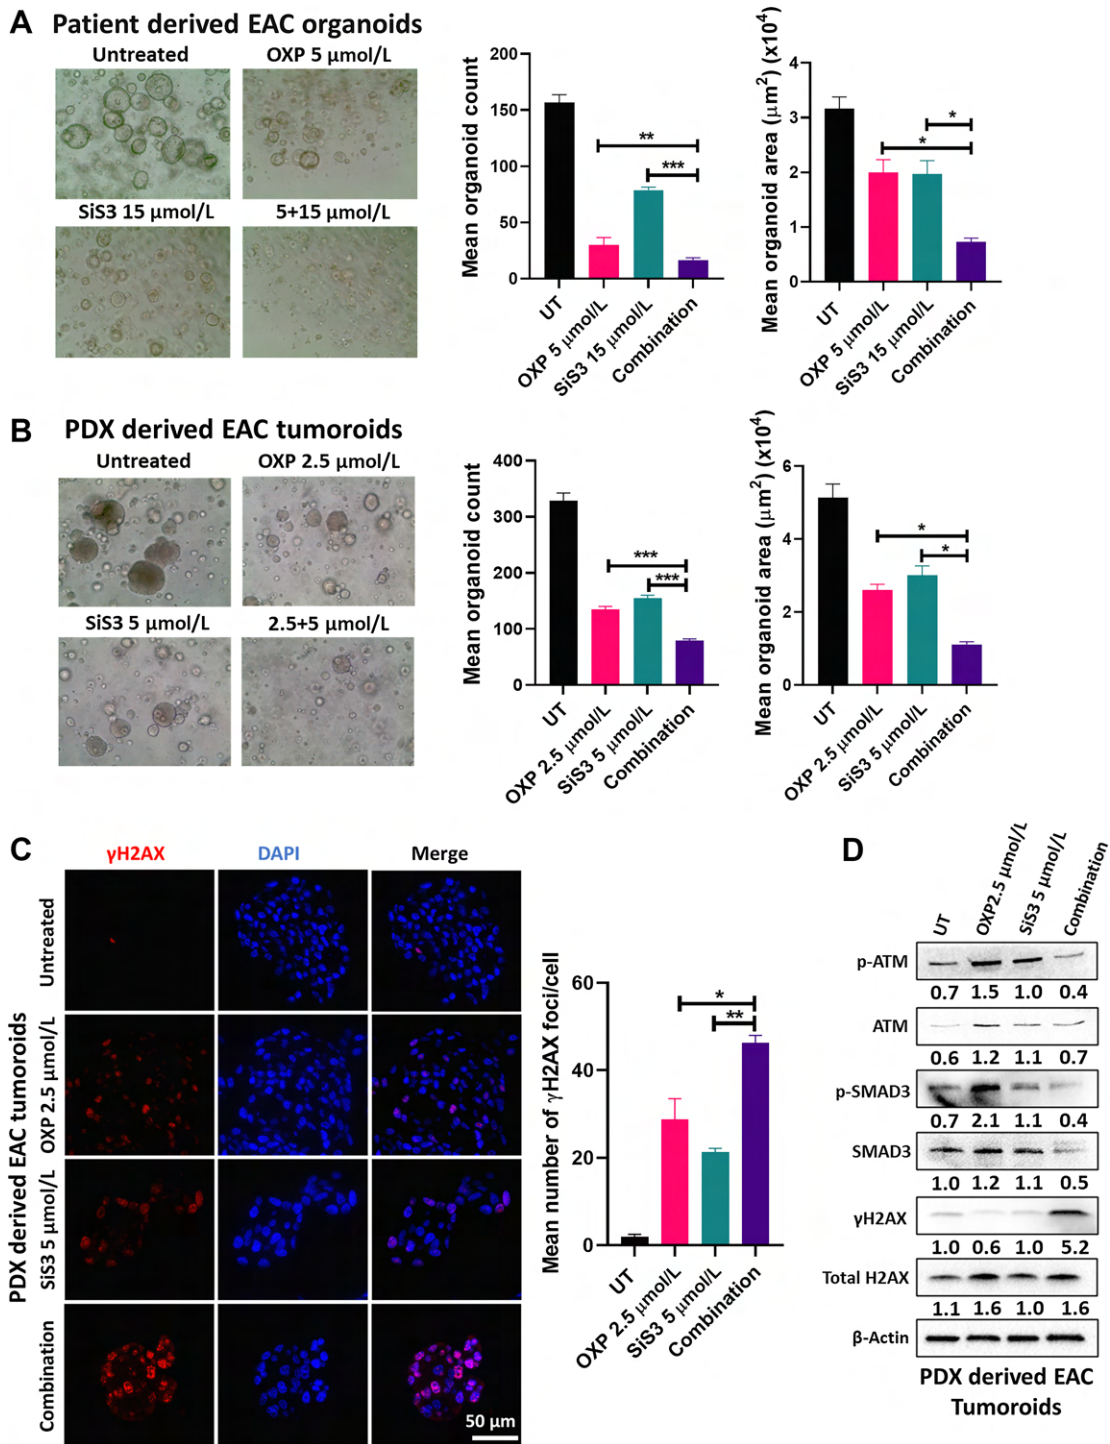 A Patient derived EAC organoids
Untreated
OXP 5 μmol/L
SiS3 15 μmol/L
5+15 μmol/L
Mean organoid count
200
150
100
50
0
**
***
UT
OXP 5 μmol/L
SiS3 15 μmol/L
Combination
Mean organoid area (μm²) (x10⁴)
4
3
2
1
0
*
*
UT
OXP 5 μmol/L
SiS3 15 μmol/L
Combination
B PDX derived EAC tumoroids
Untreated
OXP 2.5 μmol/L
SiS3 5 μmol/L
2.5+5 μmol/L
Mean organoid count
400
300
200
100
0
***
***
UT
OXP 2.5 μmol/L
SiS3 5 μmol/L
Combination
Mean organoid area (μm²) (x10⁴)
6
4
2
0
*
*
UT
OXP 2.5 μmol/L
SiS3 5 μmol/L
Combination
C
γH2AX
DAPI
Merge
PDX derived EAC tumoroids
Untreated
OXP 2.5 μmol/L
SiS3 5 μmol/L
Combination
50 μm
Mean number of γH2AX foci/cell
60
40
20
0
*
**
UT
OXP 2.5 μmol/L
SiS3 5 μmol/L
Combination
D
UT
OXP2.5 μmol/L
SiS3 5 μmol/L
Combination
p-ATM
0.7 1.5 1.0 0.4
ATM
0.6 1.2 1.1 0.7
p-SMAD3
0.7 2.1 1.1 0.4
SMAD3
1.0 1.2 1.1 0.5
γH2AX
1.0 0.6 1.0 5.2
Total H2AX
1.1 1.6 1.0 1.6
β-Actin
PDX derived EAC
Tumoroids